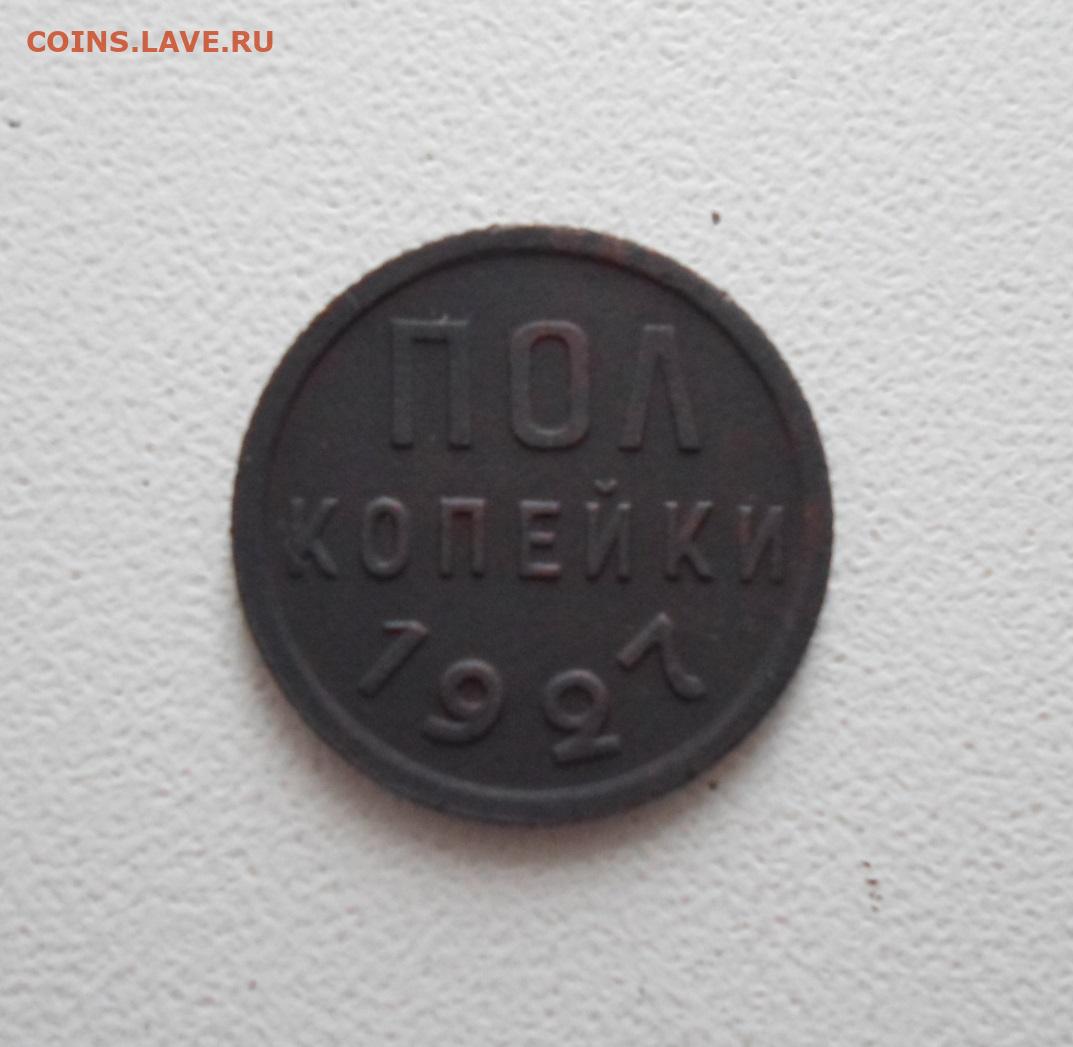 COINS.LAVE.RU
ПОЛ
КОПЕЙКИ
1927